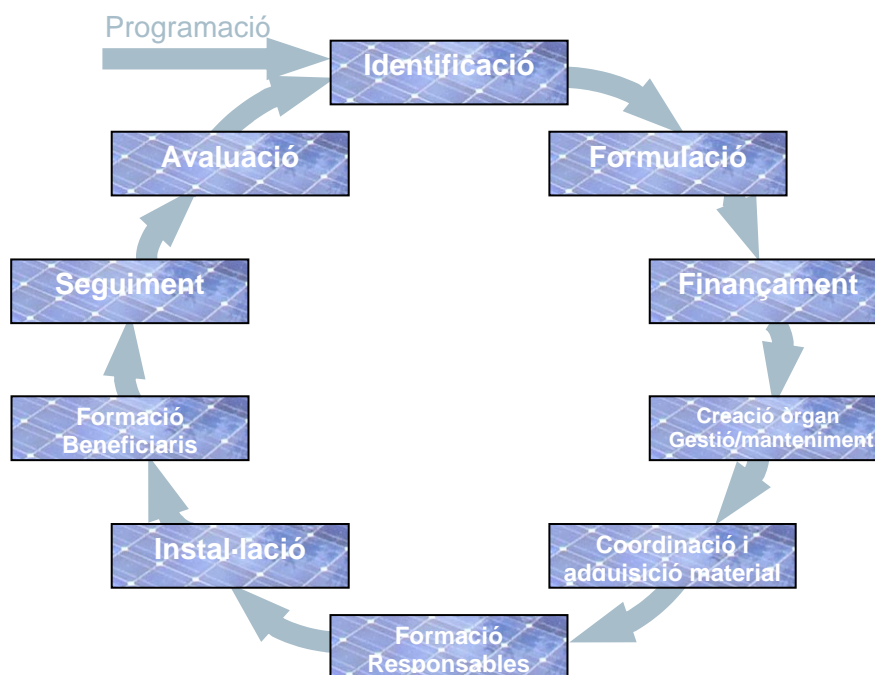 Programació
Identificació
Formulació
Finançament
Creació òrgan
Gestió/manteniment
Coordinació i
adquisició material
Formació
Responsables
Instal·lació
Formació
Beneficiaris
Seguiment
Avaluació